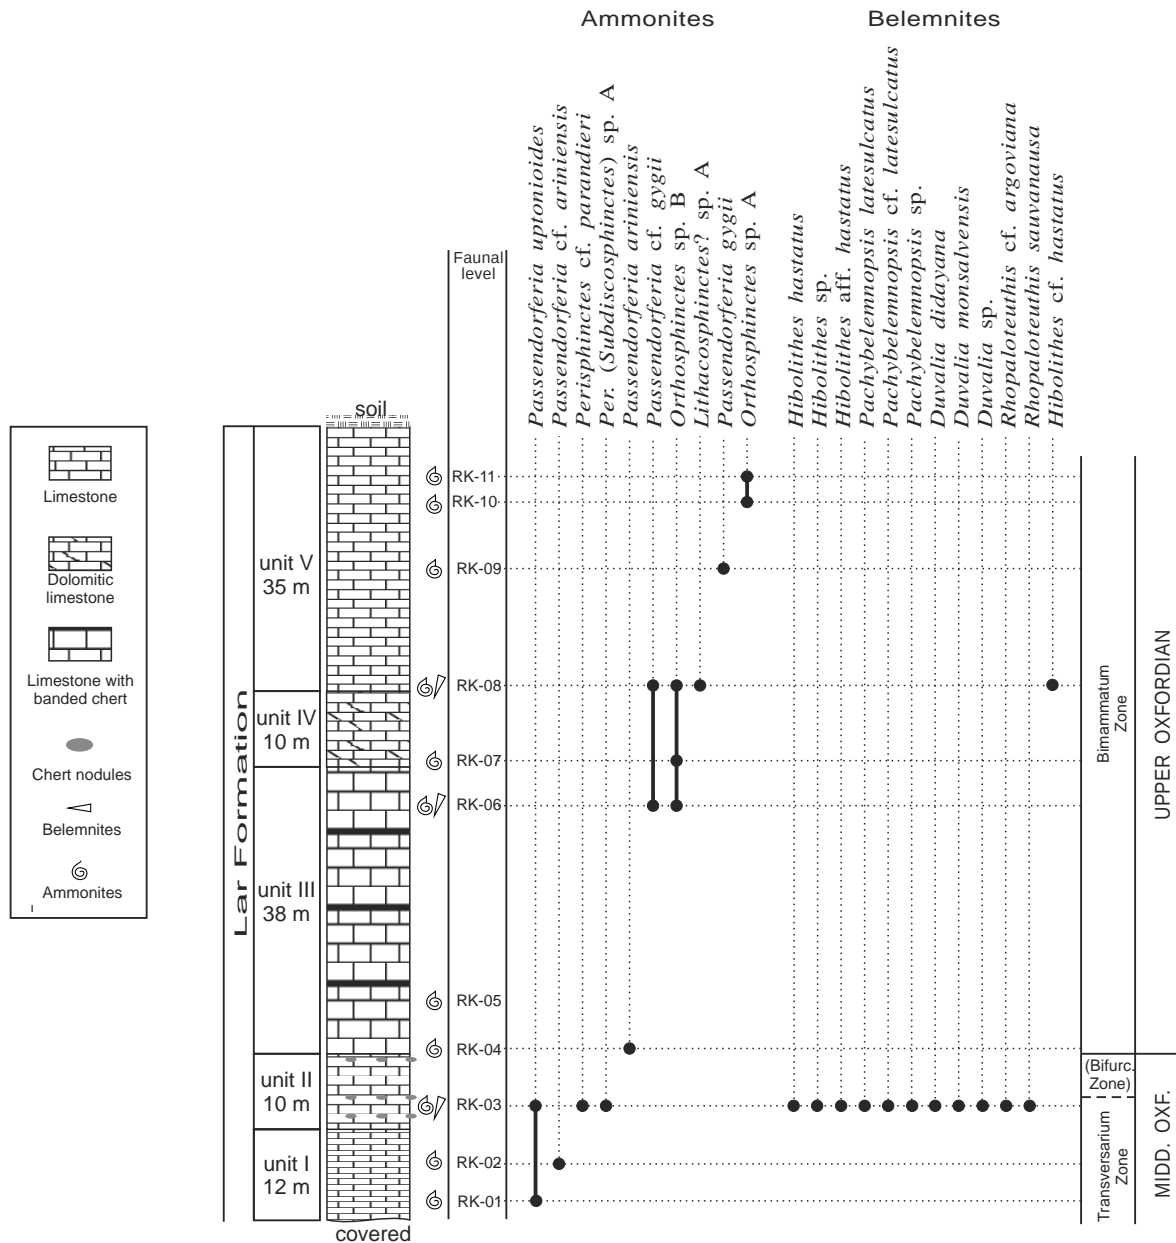 Ammonites
Belemnites
Passendorferia uptonioides
Passendorferia cf. ariniensis
Perisphinctes cf. parandieri
Per. (Subdiscosphinctes) sp. A
Passendorferia ariniensis
Passendorferia cf. gygii
Orthosphinctes sp. B
Lithacosphinctes? sp. A
Passendorferia gygii
Orthosphinctes sp. A
Hibolithes hastatus
Hibolithes sp.
Hibolithes aff. hastatus
Pachybelemnopsis latesulcatus
Pachybelemnopsis cf. latesulcatus
Pachybelemnopsis sp.
Duvalia didayana
Duvalia monsalvensis
Duvalia sp.
Rhopaloteuthis cf. argoviana
Rhopaloteuthis sauvanausa
Hibolithes cf. hastatus
Faunal
level
soil
Limestone
Dolomitic
limestone
Limestone with
banded chert
Chert nodules
Belemnites
Ammonites
Lar Formation
unit V
35 m
unit IV
10 m
unit III
38 m
unit II
10 m
unit I
12 m
covered
RK-11
RK-10
RK-09
RK-08
RK-07
RK-06
RK-05
RK-04
RK-03
RK-02
RK-01
Bimammatum
Zone
(Bifurc.
Zone)
Transversarium
Zone
UPPER OXFORDIAN
MIDD. OXF.